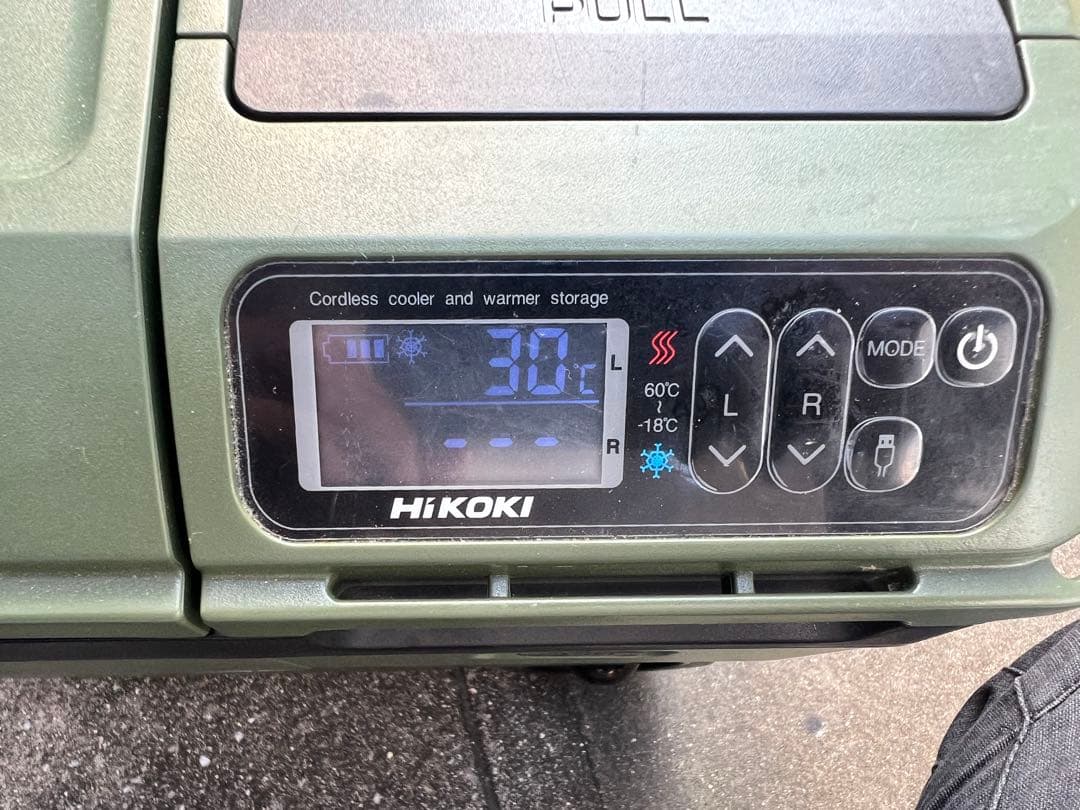 PULL
Cordless cooler and warmer storage
30℃
L
- - -
R
60℃
~
-18℃
L
R
MODE
HiKOKI